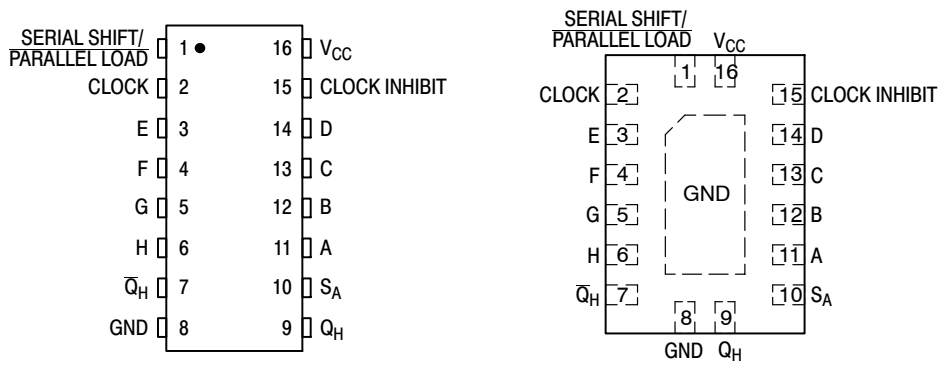 SERIAL SHIFT/
PARALLEL LOAD 1 16 VCC
CLOCK 2 15 CLOCK INHIBIT
E 3 14 D
F 4 13 C
G 5 12 B
H 6 11 A
Q̅H 7 10 SA
GND 8 9 QH
SERIAL SHIFT/
PARALLEL LOAD VCC
1 16
CLOCK 2 15 CLOCK INHIBIT
E 3 14 D
F 4 13 C
GND
G 5 12 B
H 6 11 A
Q̅H 7 10 SA
8 9
GND QH